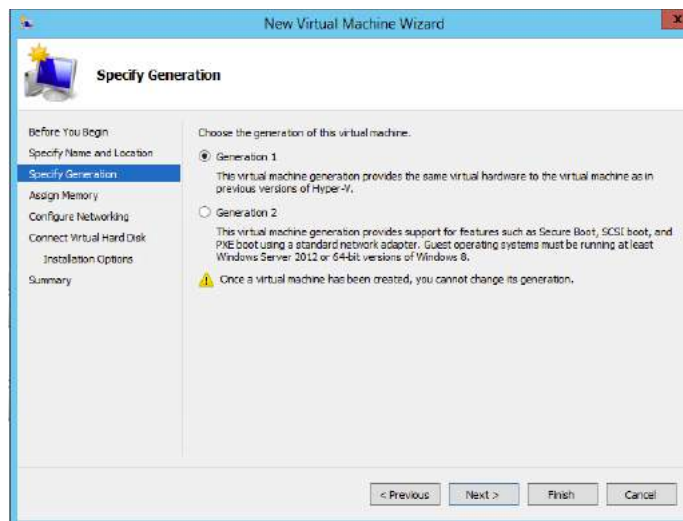 New Virtual Machine Wizard
x
Specify Generation
Before You Begin
Specify Name and Location
Specify Generation
Assign Memory
Configure Networking
Connect Virtual Hard Disk
Installation Options
Summary
Choose the generation of this virtual machine.
Generation 1
This virtual machine generation provides the same virtual hardware to the virtual machine as in
previous versions of Hyper-V.
Generation 2
This virtual machine generation provides support for features such as Secure Boot, SCSI boot, and
PXE boot using a standard network adapter. Guest operating systems must be running at least
Windows Server 2012 or 64-bit versions of Windows 8.
Once a virtual machine has been created, you cannot change its generation.
< Previous
Next >
Finish
Cancel